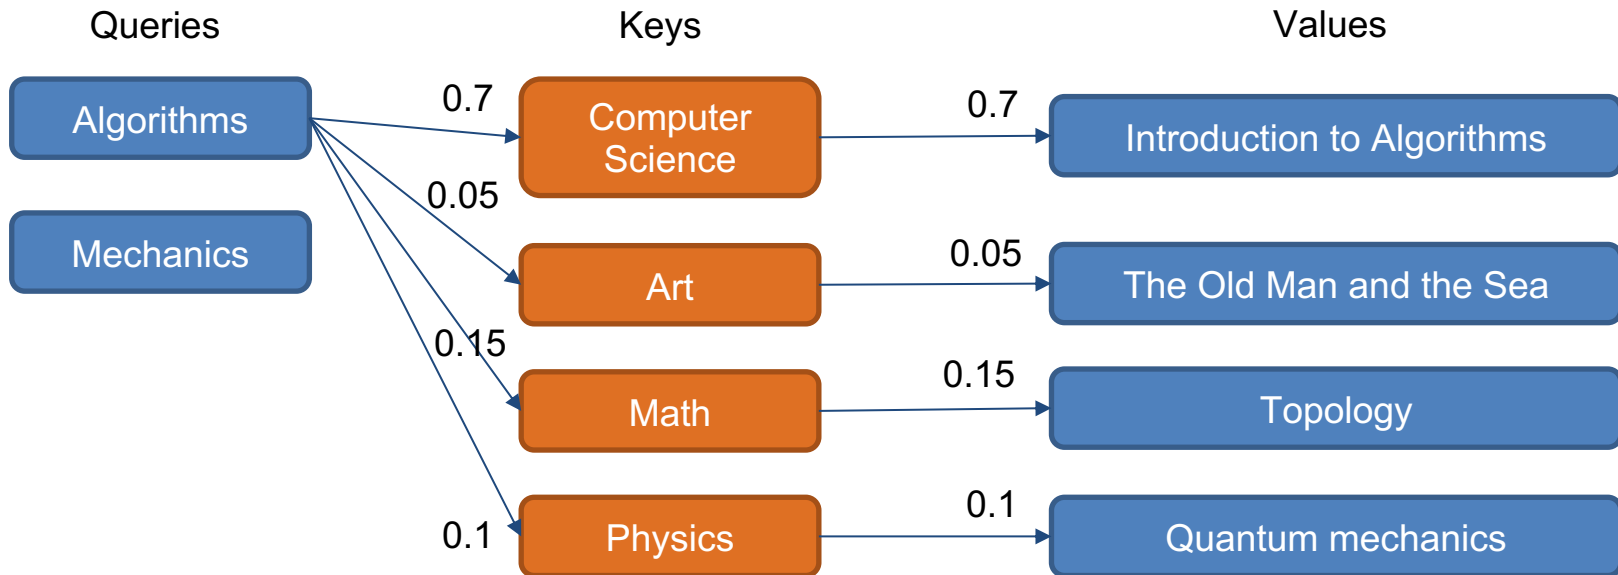 Queries
Keys
Values
Algorithms
0.7
Computer
Science
0.7
Introduction to Algorithms
Mechanics
0.05
Art
0.05
The Old Man and the Sea
0.15
Math
0.15
Topology
0.1
Physics
0.1
Quantum mechanics